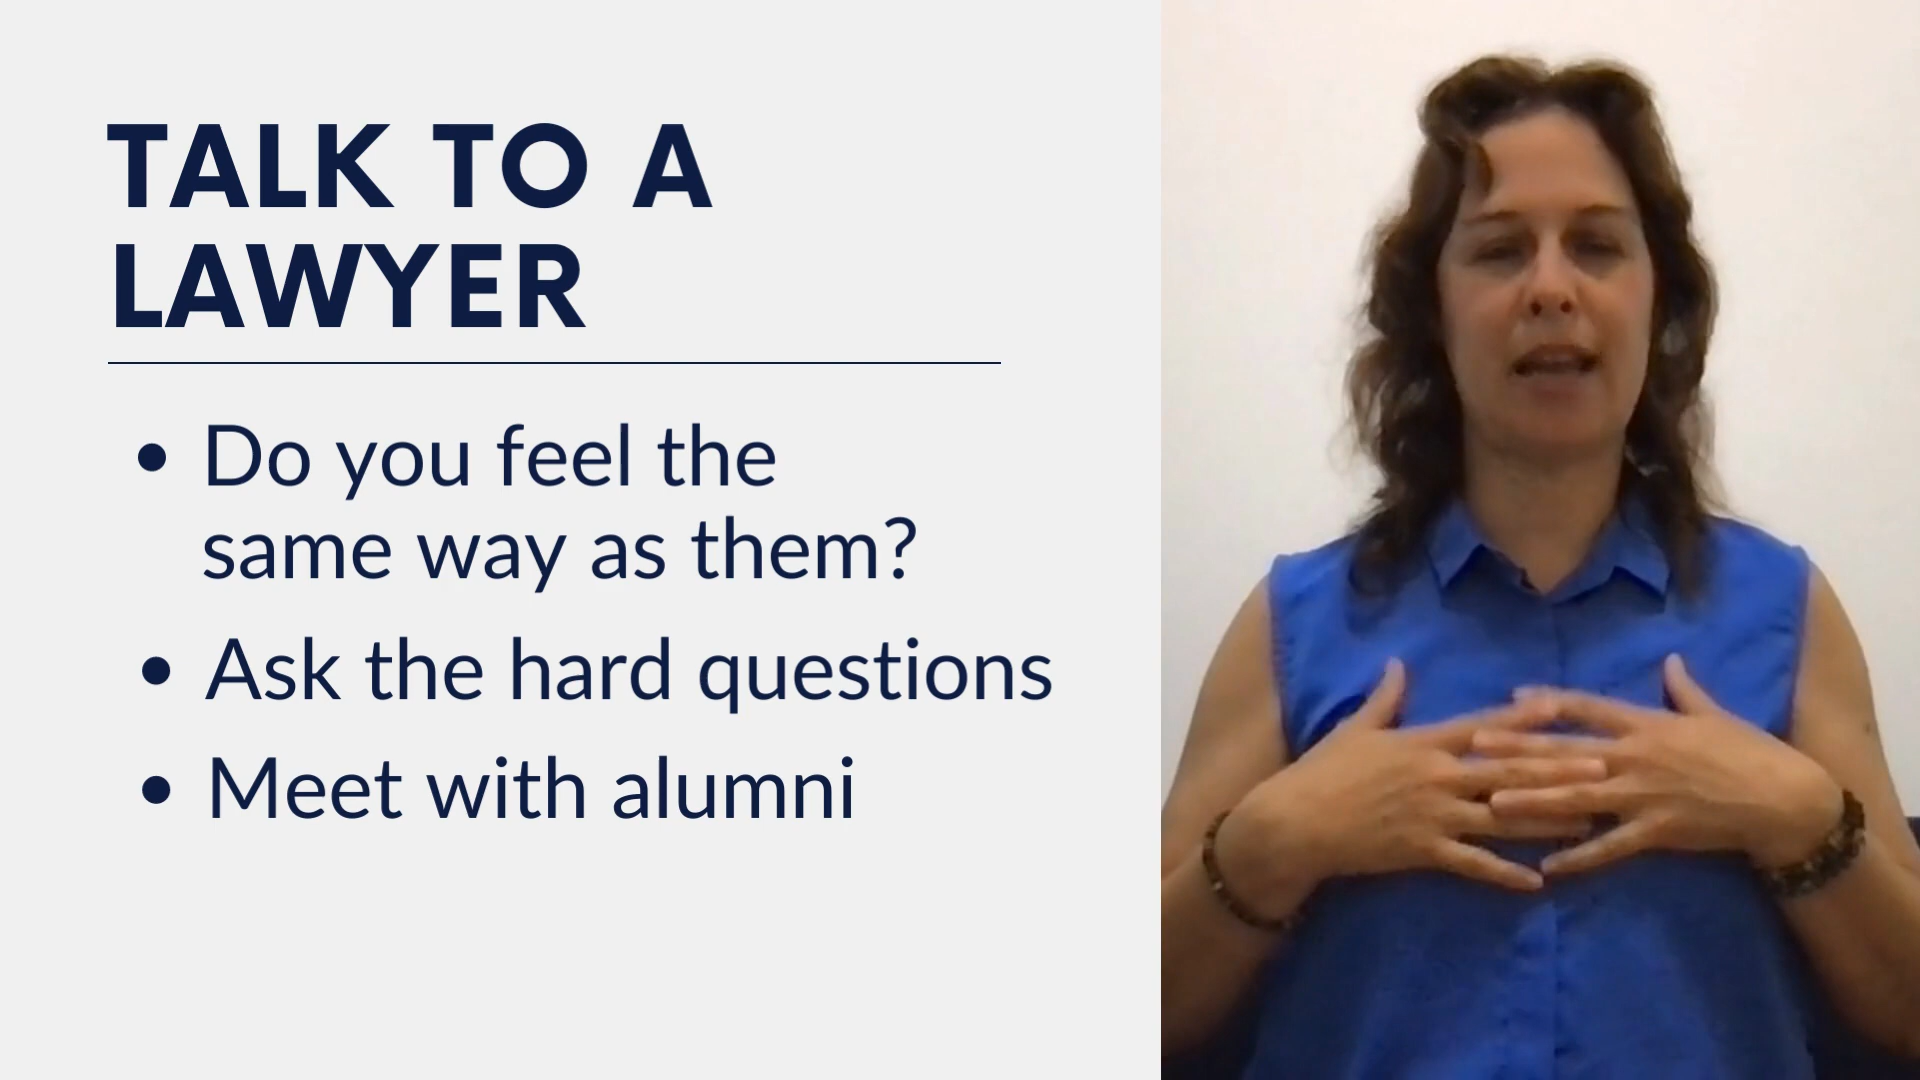 TALK TO A
LAWYER
• Do you feel the
same way as them?
• Ask the hard questions
• Meet with alumni